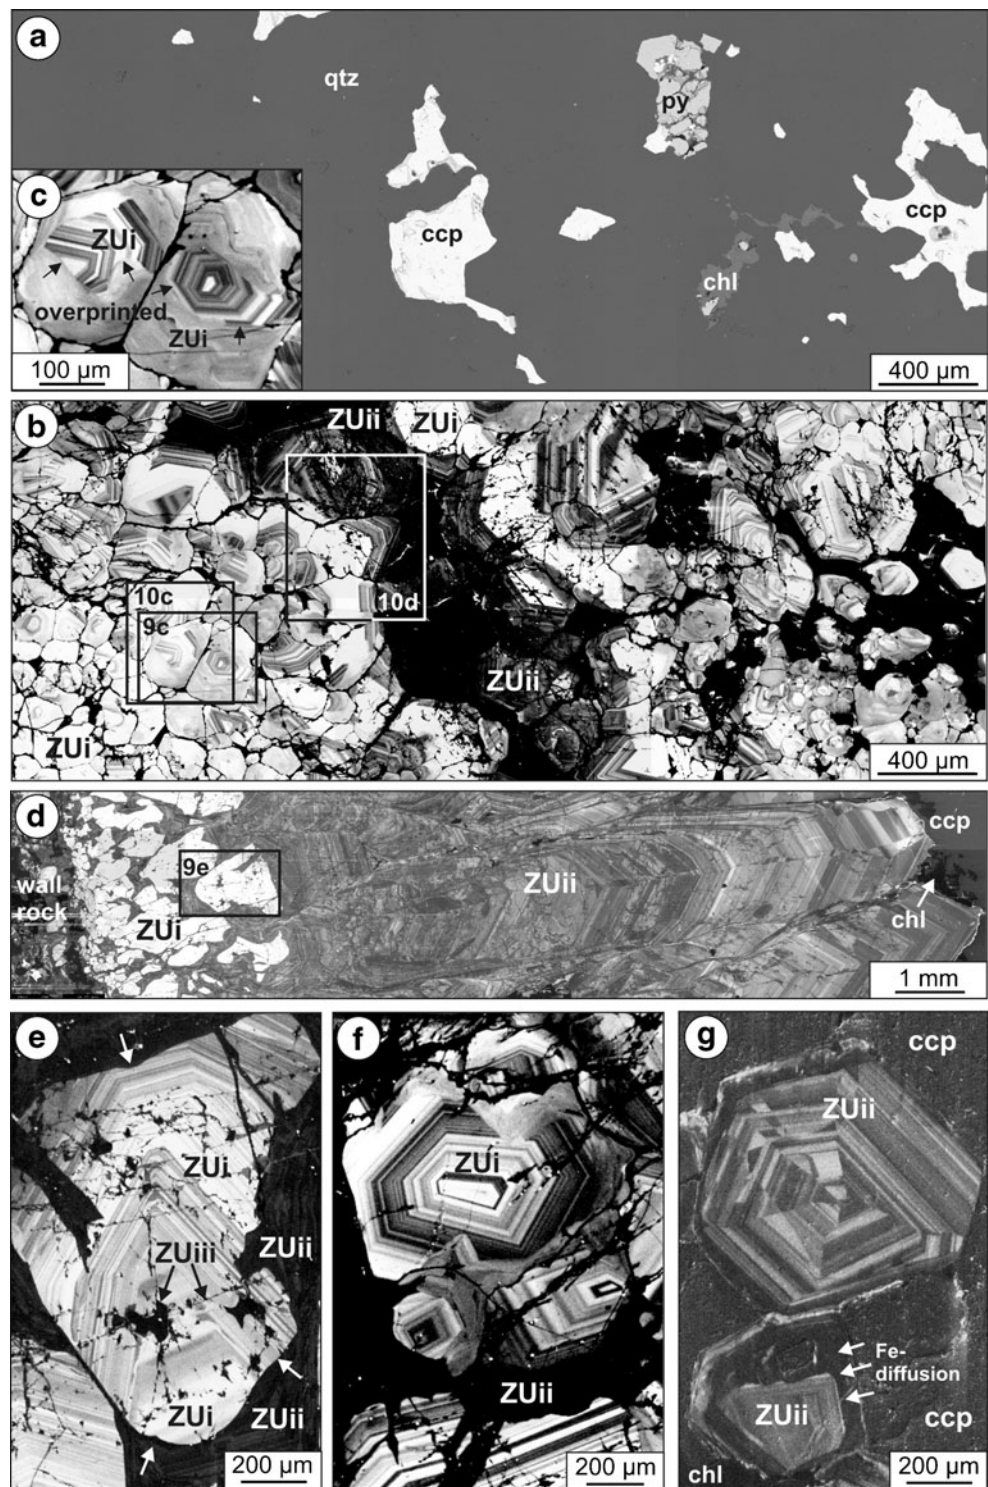 a
qtz
py
c
ZUi
ccp
ccp
chl
overprinted
ZUi
100 µm
400 µm
b
ZUii
ZUi
10c
10d
9c
ZUii
ZUi
400 µm
d
ccp
9e
wall
rock
ZUii
ZUi
chl
1 mm
e
ZUi
ZUiii
ZUii
ZUi
ZUii
200 µm
f
ZUi
ZUii
200 µm
g
ccp
ZUii
Fe-
diffusion
ZUii
ccp
chl
200 µm